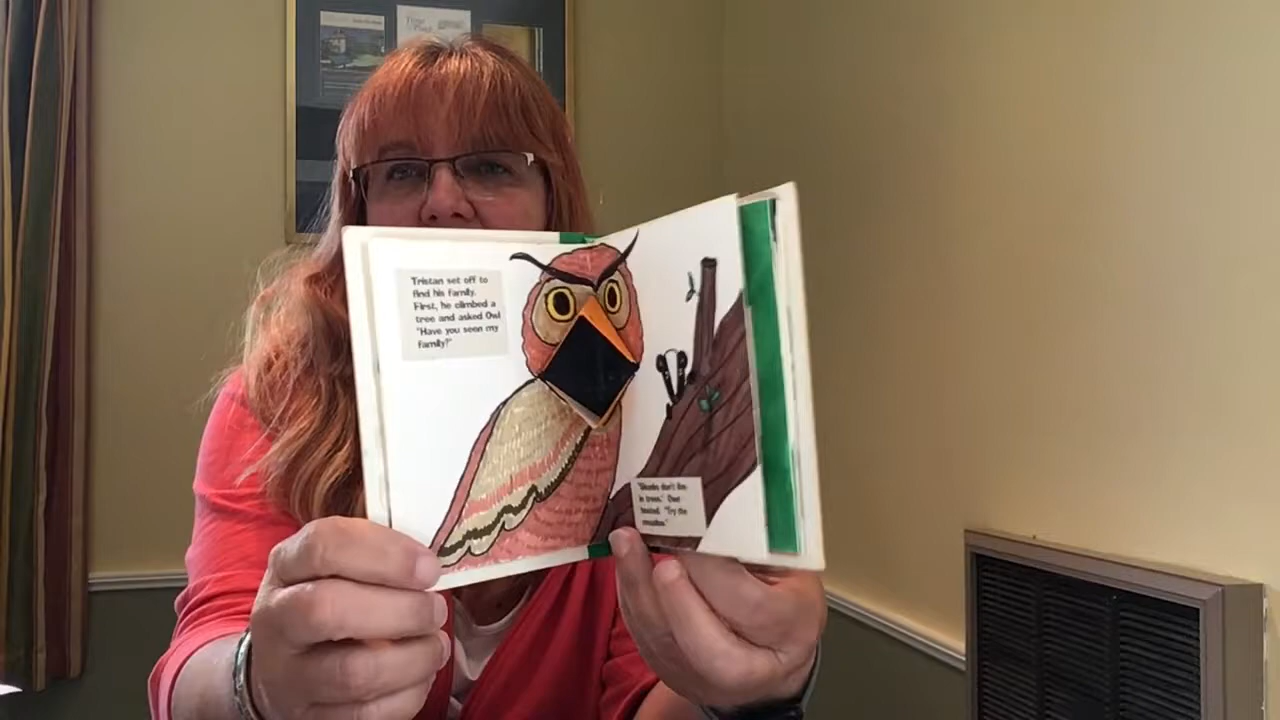 Tristan set off to
find his family.
First, he climbed a
tree and asked Owl
"Have you seen my
family?"
"Skunks don't live
in trees." Owl
hooted. "Try the
meadow."